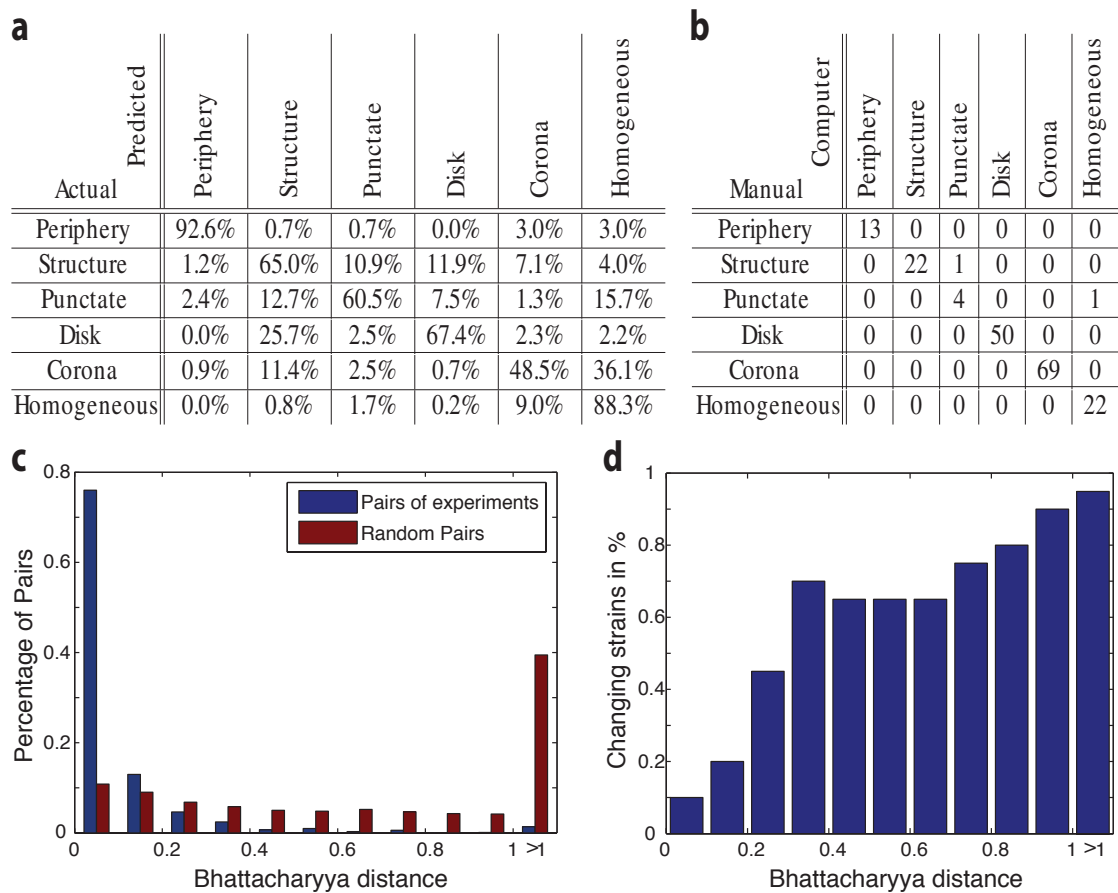 a
Predicted
Periphery
Structure
Punctate
Disk
Corona
Homogeneous
Actual
Periphery 92.6% 0.7% 0.7% 0.0% 3.0% 3.0%
Structure 1.2% 65.0% 10.9% 11.9% 7.1% 4.0%
Punctate 2.4% 12.7% 60.5% 7.5% 1.3% 15.7%
Disk 0.0% 25.7% 2.5% 67.4% 2.3% 2.2%
Corona 0.9% 11.4% 2.5% 0.7% 48.5% 36.1%
Homogeneous 0.0% 0.8% 1.7% 0.2% 9.0% 88.3%
b
Computer
Periphery
Structure
Punctate
Disk
Corona
Homogeneous
Manual
Periphery 13 0 0 0 0 0
Structure 0 22 1 0 0 0
Punctate 0 0 4 0 0 1
Disk 0 0 0 50 0 0
Corona 0 0 0 0 69 0
Homogeneous 0 0 0 0 0 22
c
Percentage of Pairs
0.8
0.6
0.4
0.2
0
Pairs of experiments
Random Pairs
0 0.2 0.4 0.6 0.8 1 >1
Bhattacharyya distance
d
Changing strains in %
1
0.8
0.6
0.4
0.2
0
0 0.2 0.4 0.6 0.8 1 >1
Bhattacharyya distance